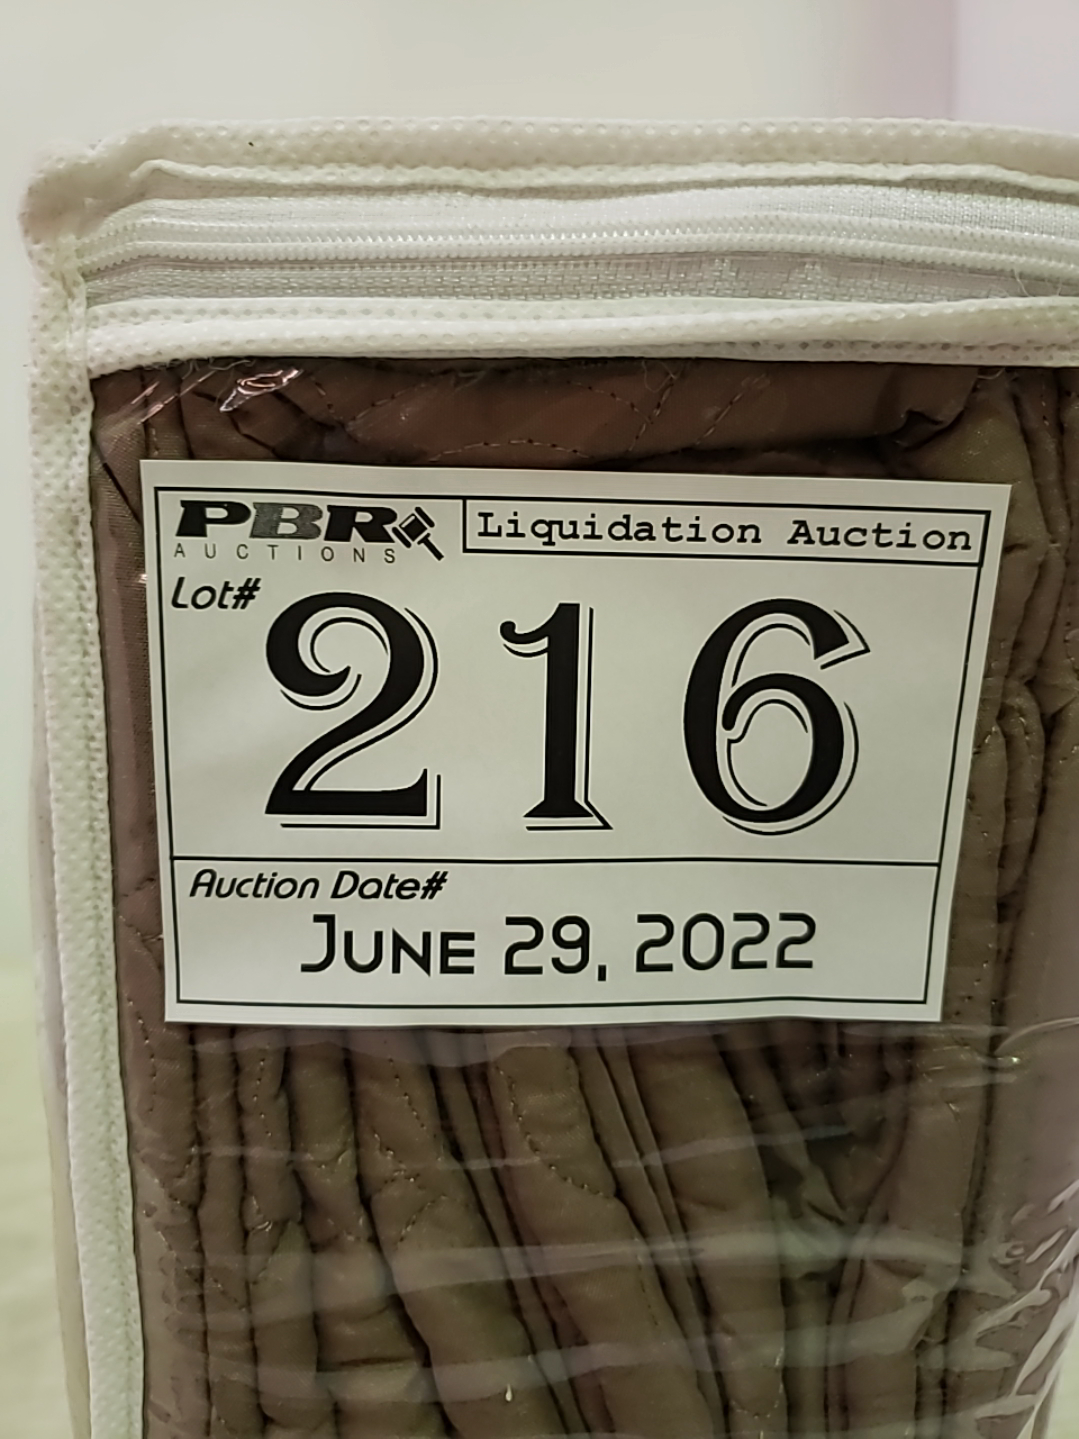 PBR
AUCTIONS
Liquidation Auction
Lot#
216
Auction Date#
June 29, 2022